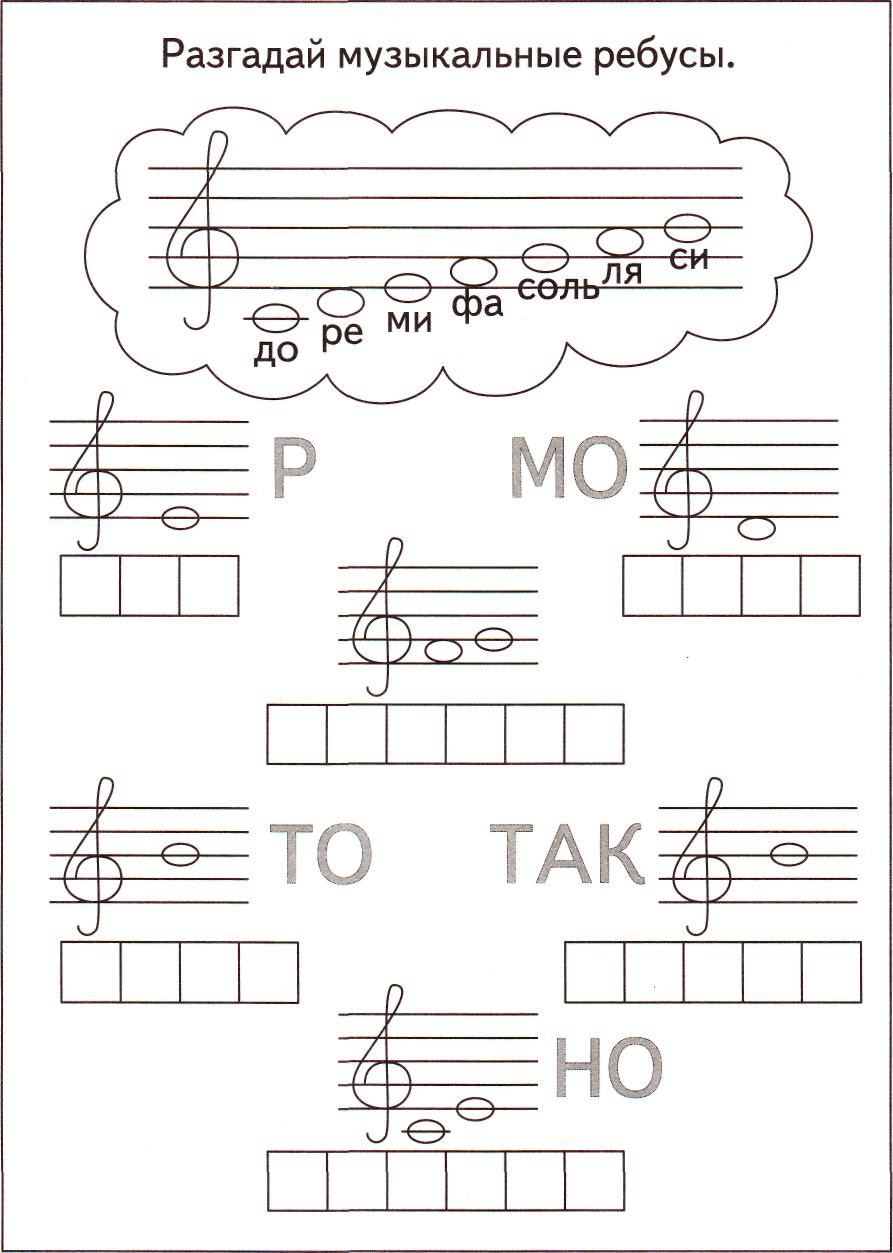 Разгадай музыкальные ребусы.
до ре ми фа соль ля си
Р
МО
ТО
ТАК
НО